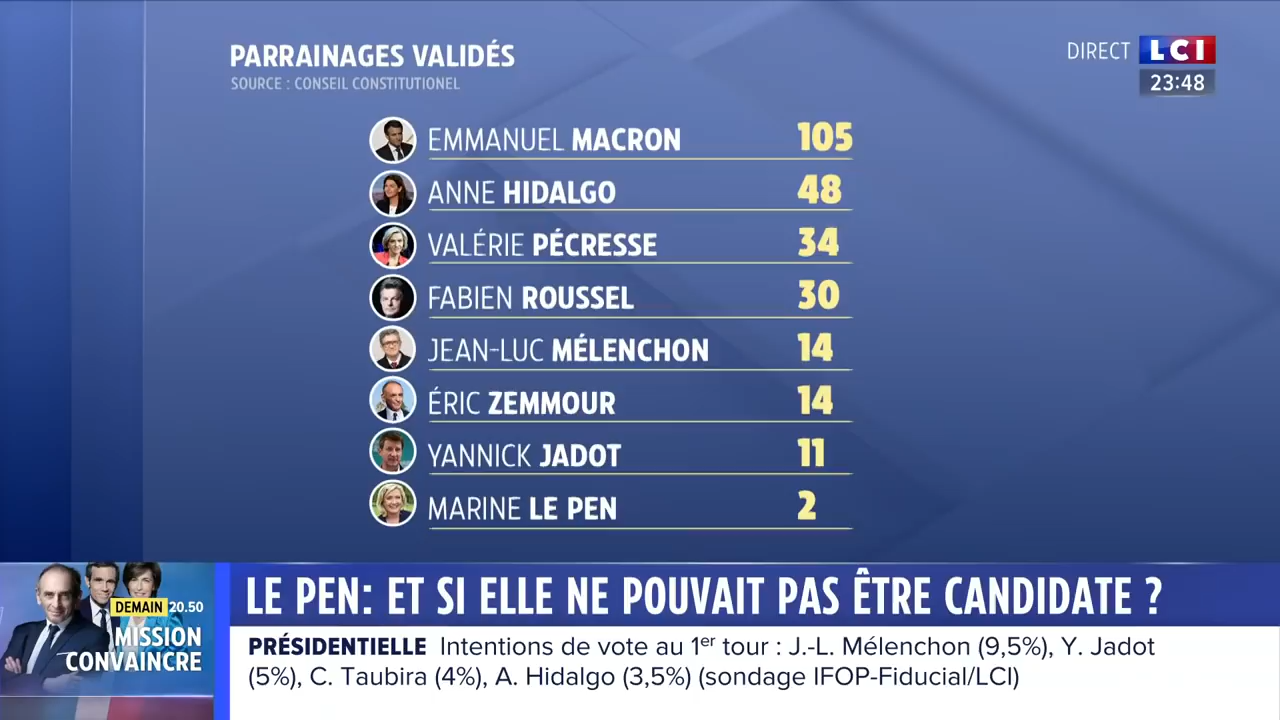 PARRAINAGES VALIDÉS
SOURCE : CONSEIL CONSTITUTIONEL
DIRECT LCI
23:48
EMMANUEL MACRON 105
ANNE HIDALGO 48
VALÉRIE PÉCRESSE 34
FABIEN ROUSSEL 30
JEAN-LUC MÉLENCHON 14
ÉRIC ZEMMOUR 14
YANNICK JADOT 11
MARINE LE PEN 2
DEMAIN 20.50
MISSION
CONVAINCRE
LE PEN: ET SI ELLE NE POUVAIT PAS ÊTRE CANDIDATE ?
PRÉSIDENTIELLE Intentions de vote au 1er tour : J.-L. Mélenchon (9,5%), Y. Jadot
(5%), C. Taubira (4%), A. Hidalgo (3,5%) (sondage IFOP-Fiducial/LCI)